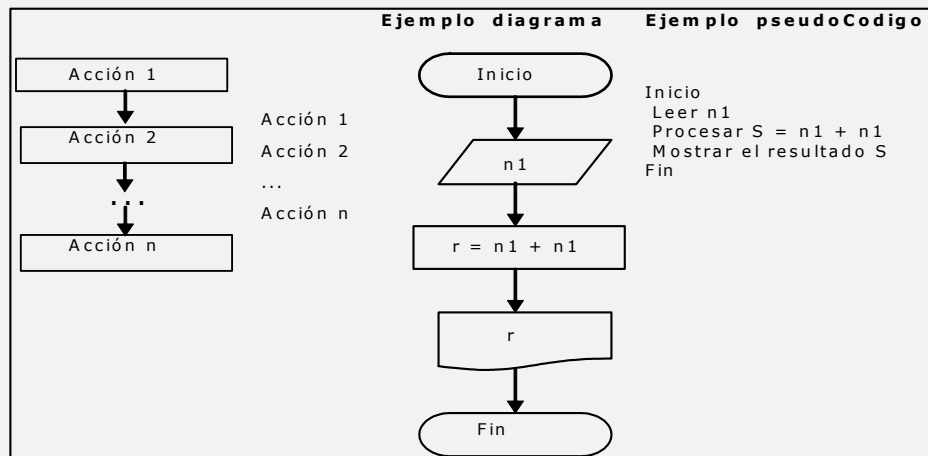 Ejemplo diagrama
Ejemplo pseudoCodigo
Acción 1
Acción 2
...
Acción n
Acción 1
Acción 2
...
Acción n
Inicio
n1
r = n1 + n1
r
Fin
Inicio
Leer n1
Procesar S = n1 + n1
Mostrar el resultado S
Fin